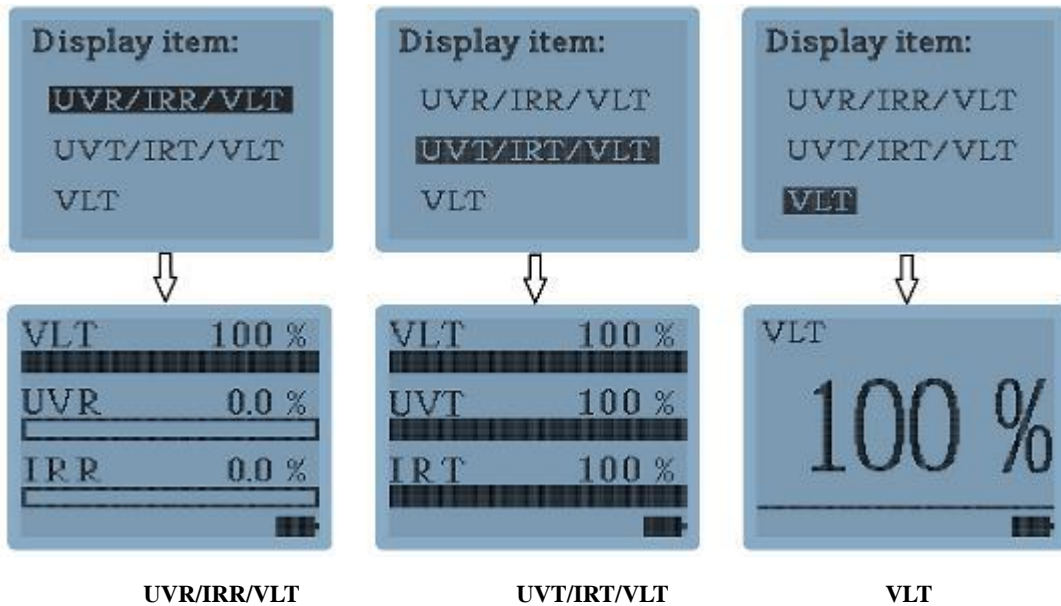 Display item:
UVR/IRR/VLT
UVT/IRT/VLT
VLT
Display item:
UVR/IRR/VLT
UVT/IRT/VLT
VLT
Display item:
UVR/IRR/VLT
UVT/IRT/VLT
VLT
VLT 100 %
UVR 0.0 %
IRR 0.0 %
VLT 100 %
UVT 100 %
IRT 100 %
VLT
100 %
UVR/IRR/VLT
UVT/IRT/VLT
VLT